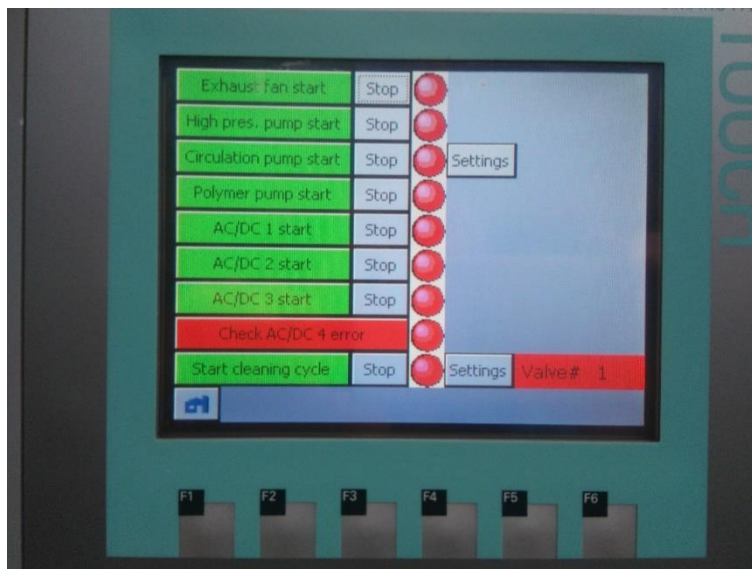 Exhaust fan start Stop
High pres. pump start Stop
Circulation pump start Stop Settings
Polymer pump start Stop
AC/DC 1 start Stop
AC/DC 2 start Stop
AC/DC 3 start Stop
Check AC/DC 4 error
Start cleaning cycle Stop Settings Valve# 1
F1 F2 F3 F4 F5 F6
TOUCH